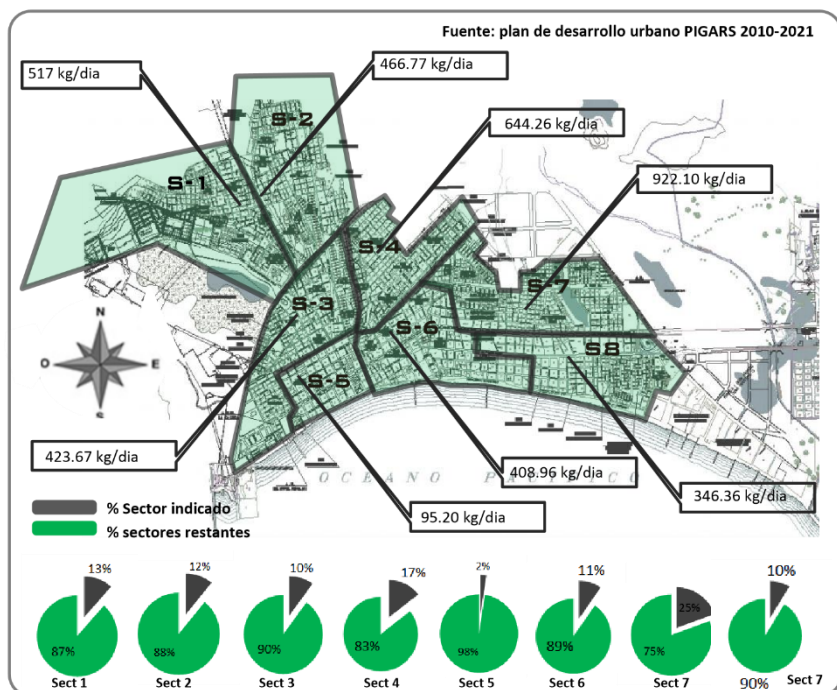 Fuente: plan de desarrollo urbano PIGARS 2010-2021
517 kg/dia
466.77 kg/dia
644.26 kg/dia
922.10 kg/dia
S-2
S-1
S-4
S-7
S-3
S-6
S8
S-5
N
O
E
S
423.67 kg/dia
408.96 kg/dia
346.36 kg/dia
95.20 kg/dia
OCEANO PACIFICO
% Sector indicado
% sectores restantes
13%
12%
10%
17%
2%
11%
25%
10%
87%
88%
90%
83%
98%
89%
75%
90%
Sect 1
Sect 2
Sect 3
Sect 4
Sect 5
Sect 6
Sect 7
Sect 7